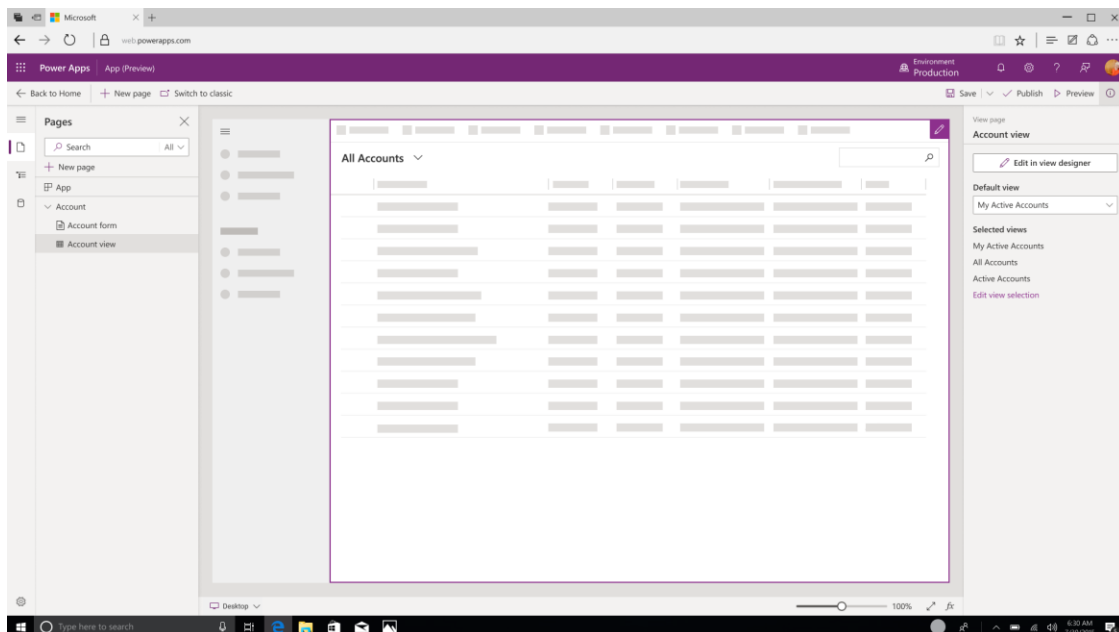 Microsoft
web.powerapps.com
Power Apps App (Preview)
Environment
Production
Back to Home New page Switch to classic
Save Publish Preview
Pages
Search All
New page
App
Account
Account form
Account view
All Accounts
View page
Account view
Edit in view designer
Default view
My Active Accounts
Selected views
My Active Accounts
All Accounts
Active Accounts
Edit view selection
Desktop
100%
fx
Type here to search
6:30 AM